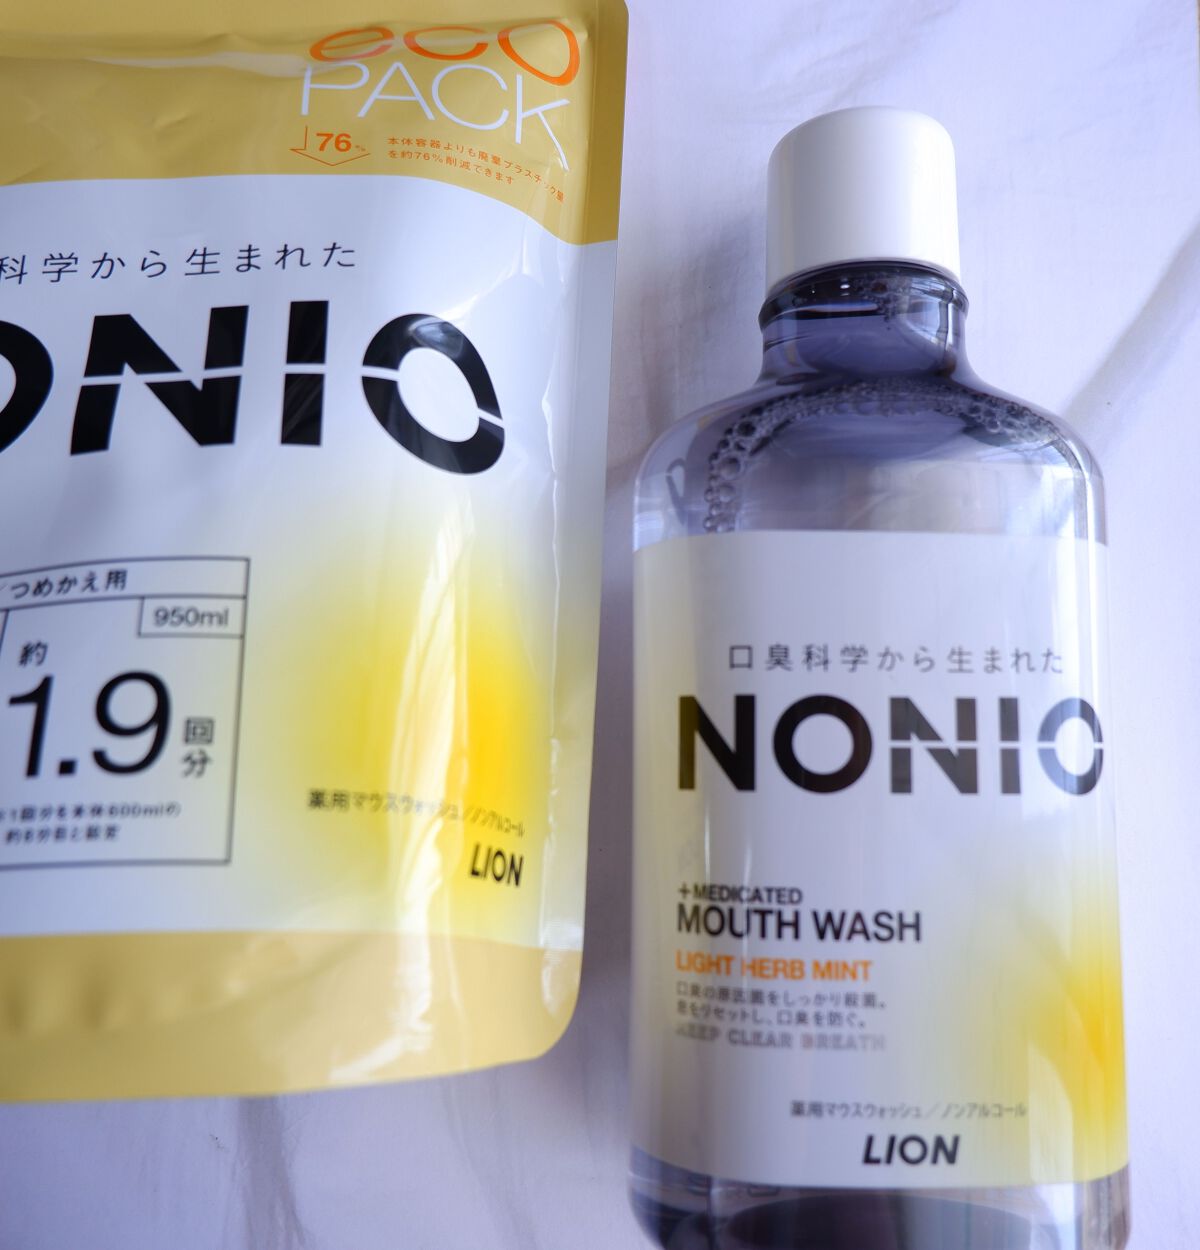 eco
PACK
76%
本体容器よりも廃棄プラスチック量
を約76%削減できます
科学から生まれた
ONIO
/つめかえ用
950ml
約
1.9
回分
1回分を本体600mlの
約8分目と設定
薬用マウスウォッシュ/ノンアルコール
LION
口臭科学から生まれた
NONIO
+MEDICATED
MOUTH WASH
LIGHT HERB MINT
口臭の原因菌をしっかり殺菌。
息をリセットし、口臭を防ぐ。
KEEP CLEAR BREATH
薬用マウスウォッシュ/ノンアルコール
LION